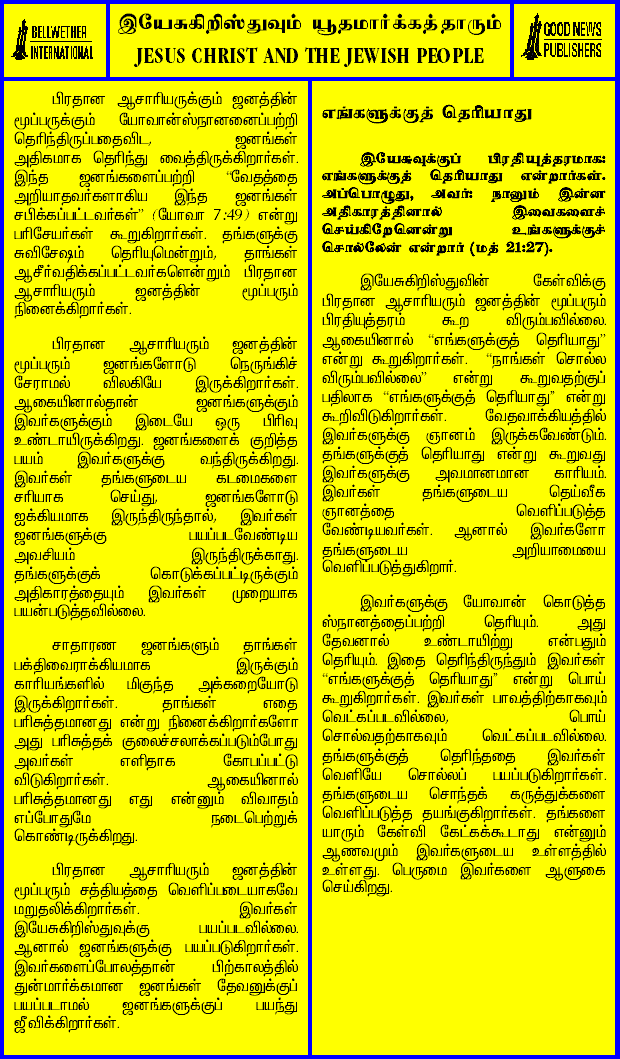 BELLWETHER
INTERNATIONAL
இயேசுகிறிஸ்துவும் யூதமார்க்கத்தாரும்
JESUS CHRIST AND THE JEWISH PEOPLE
GOOD NEWS
PUBLISHERS
பிரதான ஆசாரியருக்கும் ஜனத்தின்
மூப்பருக்கும் யோவான்ஸ்நானனைப்பற்றி
தெரிந்திருப்பதைவிட, ஜனங்கள்
அதிகமாக தெரிந்து வைத்திருக்கிறார்கள்.
இந்த ஜனங்களைப்பற்றி “வேதத்தை
அறியாதவர்களாகிய இந்த ஜனங்கள்
சபிக்கப்பட்டவர்கள்” (யோவா 7:49) என்று
பரிசேயர்கள் கூறுகிறார்கள். தங்களுக்கு
சுவிசேஷம் தெரியுமென்றும், தாங்கள்
ஆசீர்வதிக்கப்பட்டவர்களென்றும் பிரதான
ஆசாரியரும் ஜனத்தின் மூப்பரும்
நினைக்கிறார்கள்.
பிரதான ஆசாரியரும் ஜனத்தின்
மூப்பரும் ஜனங்களோடு நெருங்கிச்
சேராமல் விலகியே இருக்கிறார்கள்.
ஆகையினால்தான் ஜனங்களுக்கும்
இவர்களுக்கும் இடையே ஒரு பிரிவு
உண்டாயிருக்கிறது. ஜனங்களைக் குறித்த
பயம் இவர்களுக்கு வந்திருக்கிறது.
இவர்கள் தங்களுடைய கடமைகளை
சரியாக செய்து, ஜனங்களோடு
ஐக்கியமாக இருந்திருந்தால், இவர்கள்
ஜனங்களுக்கு பயப்படவேண்டிய
அவசியம் இருந்திருக்காது.
தங்களுக்குக் கொடுக்கப்பட்டிருக்கும்
அதிகாரத்தையும் இவர்கள் முறையாக
பயன்படுத்தவில்லை.
சாதாரண ஜனங்களும் தாங்கள்
பக்திவைராக்கியமாக இருக்கும்
காரியங்களில் மிகுந்த அக்கறையோடு
இருக்கிறார்கள். தாங்கள் எதை
பரிசுத்தமானது என்று நினைக்கிறார்களோ
அது பரிசுத்தக் குலைச்சலாக்கப்படும்போது
அவர்கள் எளிதாக கோபப்பட்டு
விடுகிறார்கள். ஆகையினால்
பரிசுத்தமானது எது என்னும் விவாதம்
எப்போதுமே நடைபெற்றுக்
கொண்டிருக்கிறது.
பிரதான ஆசாரியரும் ஜனத்தின்
மூப்பரும் சத்தியத்தை வெளிப்படையாகவே
மறுதலிக்கிறார்கள். இவர்கள்
இயேசுகிறிஸ்துவுக்கு பயப்படவில்லை.
ஆனால் ஜனங்களுக்கு பயப்படுகிறார்கள்.
இவர்களைப்போலத்தான் பிற்காலத்தில்
துன்மார்க்கமான ஜனங்கள் தேவனுக்குப்
பயப்படாமல் ஜனங்களுக்குப் பயந்து
ஜீவிக்கிறார்கள்.
எங்களுக்குத் தெரியாது
இயேசுவுக்குப் பிரதியுத்தரமாக:
எங்களுக்குத் தெரியாது என்றார்கள்.
அப்பொழுது, அவர்: நானும் இன்ன
அதிகாரத்தினால் இவைகளைச்
செய்கிறேனென்று உங்களுக்குச்
சொல்லேன் என்றார் (மத் 21:27).
இயேசுகிறிஸ்துவின் கேள்விக்கு
பிரதான ஆசாரியரும் ஜனத்தின் மூப்பரும்
பிரதியுத்தரம் கூற விரும்பவில்லை.
ஆகையினால் “எங்களுக்குத் தெரியாது”
என்று கூறுகிறார்கள். “நாங்கள் சொல்ல
விரும்பவில்லை” என்று கூறுவதற்குப்
பதிலாக “எங்களுக்குத் தெரியாது” என்று
கூறிவிடுகிறார்கள். வேதவாக்கியத்தில்
இவர்களுக்கு ஞானம் இருக்கவேண்டும்.
தங்களுக்குத் தெரியாது என்று கூறுவது
இவர்களுக்கு அவமானமான காரியம்.
இவர்கள் தங்களுடைய தெய்வீக
ஞானத்தை வெளிப்படுத்த
வேண்டியவர்கள். ஆனால் இவர்களோ
தங்களுடைய அறியாமையை
வெளிப்படுத்துகிறார்.
இவர்களுக்கு யோவான் கொடுத்த
ஸ்நானத்தைப்பற்றி தெரியும். அது
தேவனால் உண்டாயிற்று என்பதும்
தெரியும். இதை தெரிந்திருந்தும் இவர்கள்
“எங்களுக்குத் தெரியாது” என்று பொய்
கூறுகிறார்கள். இவர்கள் பாவத்திற்காகவும்
வெட்கப்படவில்லை, பொய்
சொல்வதற்காகவும் வெட்கப்படவில்லை.
தங்களுக்குத் தெரிந்ததை இவர்கள்
வெளியே சொல்லப் பயப்படுகிறார்கள்.
தங்களுடைய சொந்தக் கருத்துக்களை
வெளிப்படுத்த தயங்குகிறார்கள். தங்களை
யாரும் கேள்வி கேட்கக்கூடாது என்னும்
ஆணவமும் இவர்களுடைய உள்ளத்தில்
உள்ளது. பெருமை இவர்களை ஆளுகை
செய்கிறது.